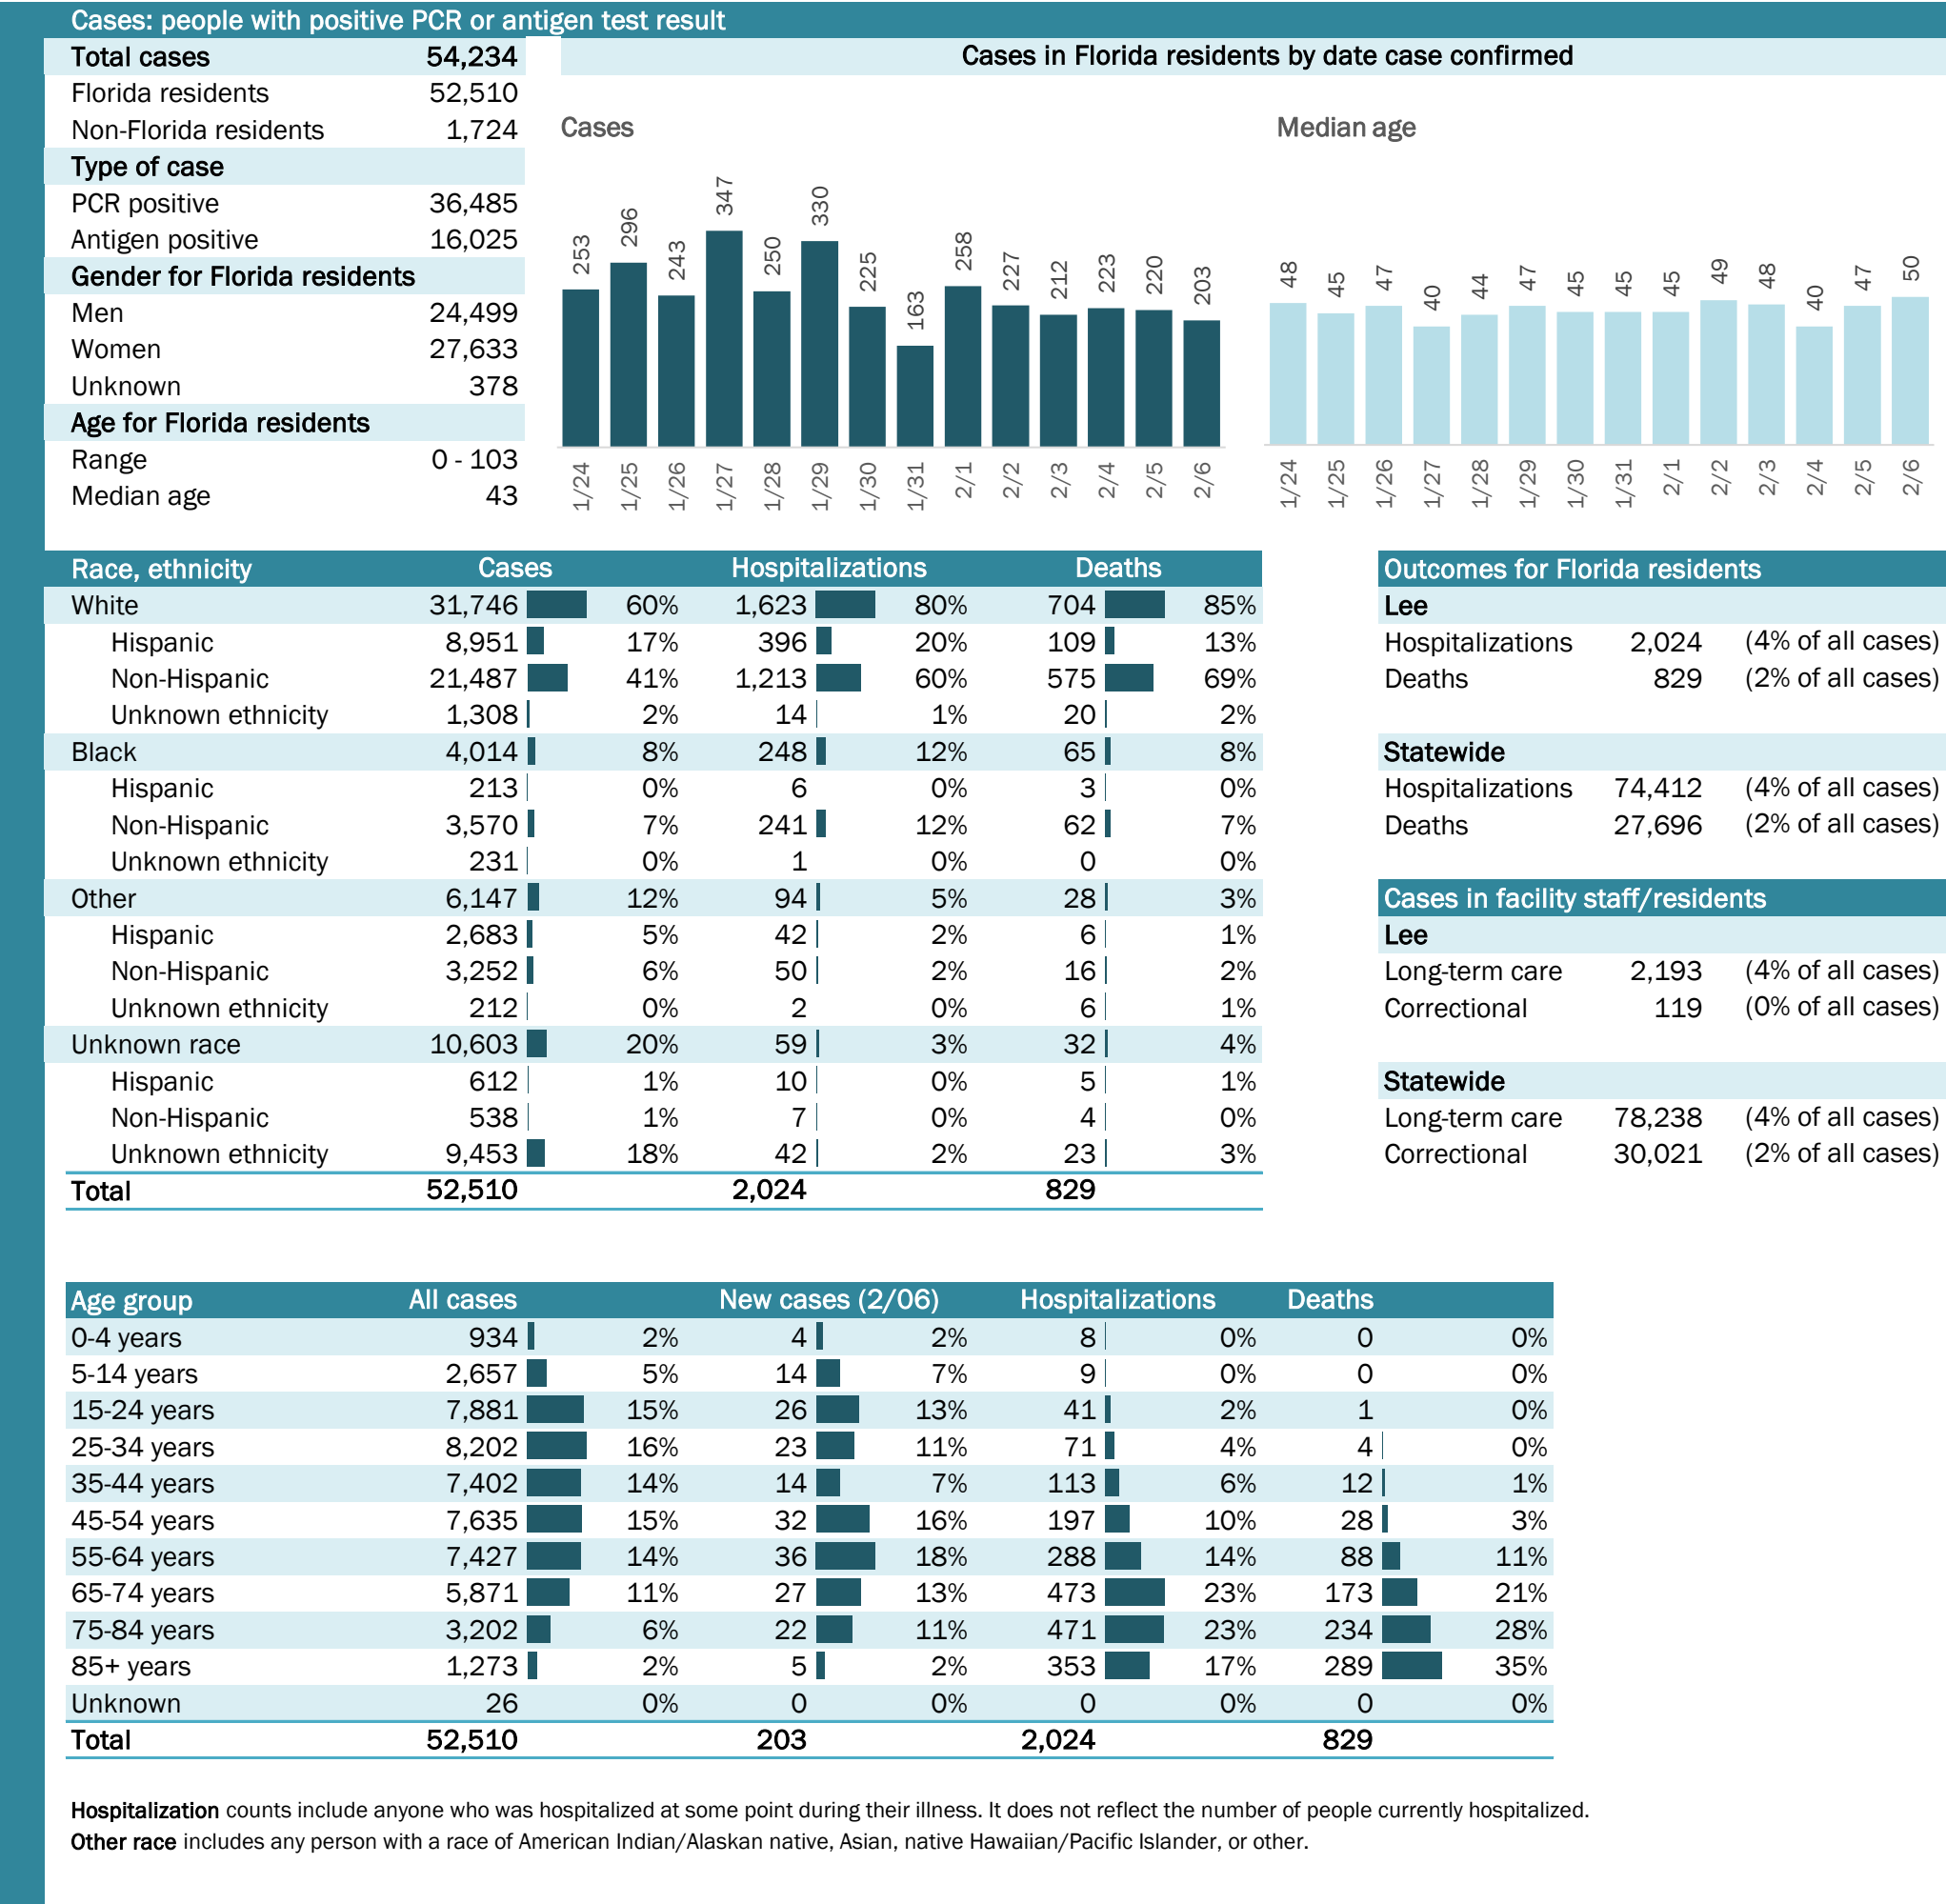 Cases: people with positive PCR or antigen test result
Total cases 54,234
Florida residents 52,510
Non-Florida residents 1,724
Type of case
PCR positive 36,485
Antigen positive 16,025
Gender for Florida residents
Men 24,499
Women 27,633
Unknown 378
Age for Florida residents
Range 0 - 103
Median age 43
Cases in Florida residents by date case confirmed
Cases
253 296 243 347 250 330 225 163 258 227 212 223 220 203
1/24 1/25 1/26 1/27 1/28 1/29 1/30 1/31 2/1 2/2 2/3 2/4 2/5 2/6
Median age
48 45 47 40 44 47 45 45 45 49 48 40 47 50
1/24 1/25 1/26 1/27 1/28 1/29 1/30 1/31 2/1 2/2 2/3 2/4 2/5 2/6
Race, ethnicity Cases Hospitalizations Deaths
White 31,746 60% 1,623 80% 704 85%
Hispanic 8,951 17% 396 20% 109 13%
Non-Hispanic 21,487 41% 1,213 60% 575 69%
Unknown ethnicity 1,308 2% 14 1% 20 2%
Black 4,014 8% 248 12% 65 8%
Hispanic 213 0% 6 0% 3 0%
Non-Hispanic 3,570 7% 241 12% 62 7%
Unknown ethnicity 231 0% 1 0% 0 0%
Other 6,147 12% 94 5% 28 3%
Hispanic 2,683 5% 42 2% 6 1%
Non-Hispanic 3,252 6% 50 2% 16 2%
Unknown ethnicity 212 0% 2 0% 6 1%
Unknown race 10,603 20% 59 3% 32 4%
Hispanic 612 1% 10 0% 5 1%
Non-Hispanic 538 1% 7 0% 4 0%
Unknown ethnicity 9,453 18% 42 2% 23 3%
Total 52,510 2,024 829
Outcomes for Florida residents
Lee
Hospitalizations 2,024 (4% of all cases)
Deaths 829 (2% of all cases)
Statewide
Hospitalizations 74,412 (4% of all cases)
Deaths 27,696 (2% of all cases)
Cases in facility staff/residents
Lee
Long-term care 2,193 (4% of all cases)
Correctional 119 (0% of all cases)
Statewide
Long-term care 78,238 (4% of all cases)
Correctional 30,021 (2% of all cases)
Age group All cases New cases (2/06) Hospitalizations Deaths
0-4 years 934 2% 4 2% 8 0% 0 0%
5-14 years 2,657 5% 14 7% 9 0% 0 0%
15-24 years 7,881 15% 26 13% 41 2% 1 0%
25-34 years 8,202 16% 23 11% 71 4% 4 0%
35-44 years 7,402 14% 14 7% 113 6% 12 1%
45-54 years 7,635 15% 32 16% 197 10% 28 3%
55-64 years 7,427 14% 36 18% 288 14% 88 11%
65-74 years 5,871 11% 27 13% 473 23% 173 21%
75-84 years 3,202 6% 22 11% 471 23% 234 28%
85+ years 1,273 2% 5 2% 353 17% 289 35%
Unknown 26 0% 0 0% 0 0% 0 0%
Total 52,510 203 2,024 829
Hospitalization counts include anyone who was hospitalized at some point during their illness. It does not reflect the number of people currently hospitalized.
Other race includes any person with a race of American Indian/Alaskan native, Asian, native Hawaiian/Pacific Islander, or other.